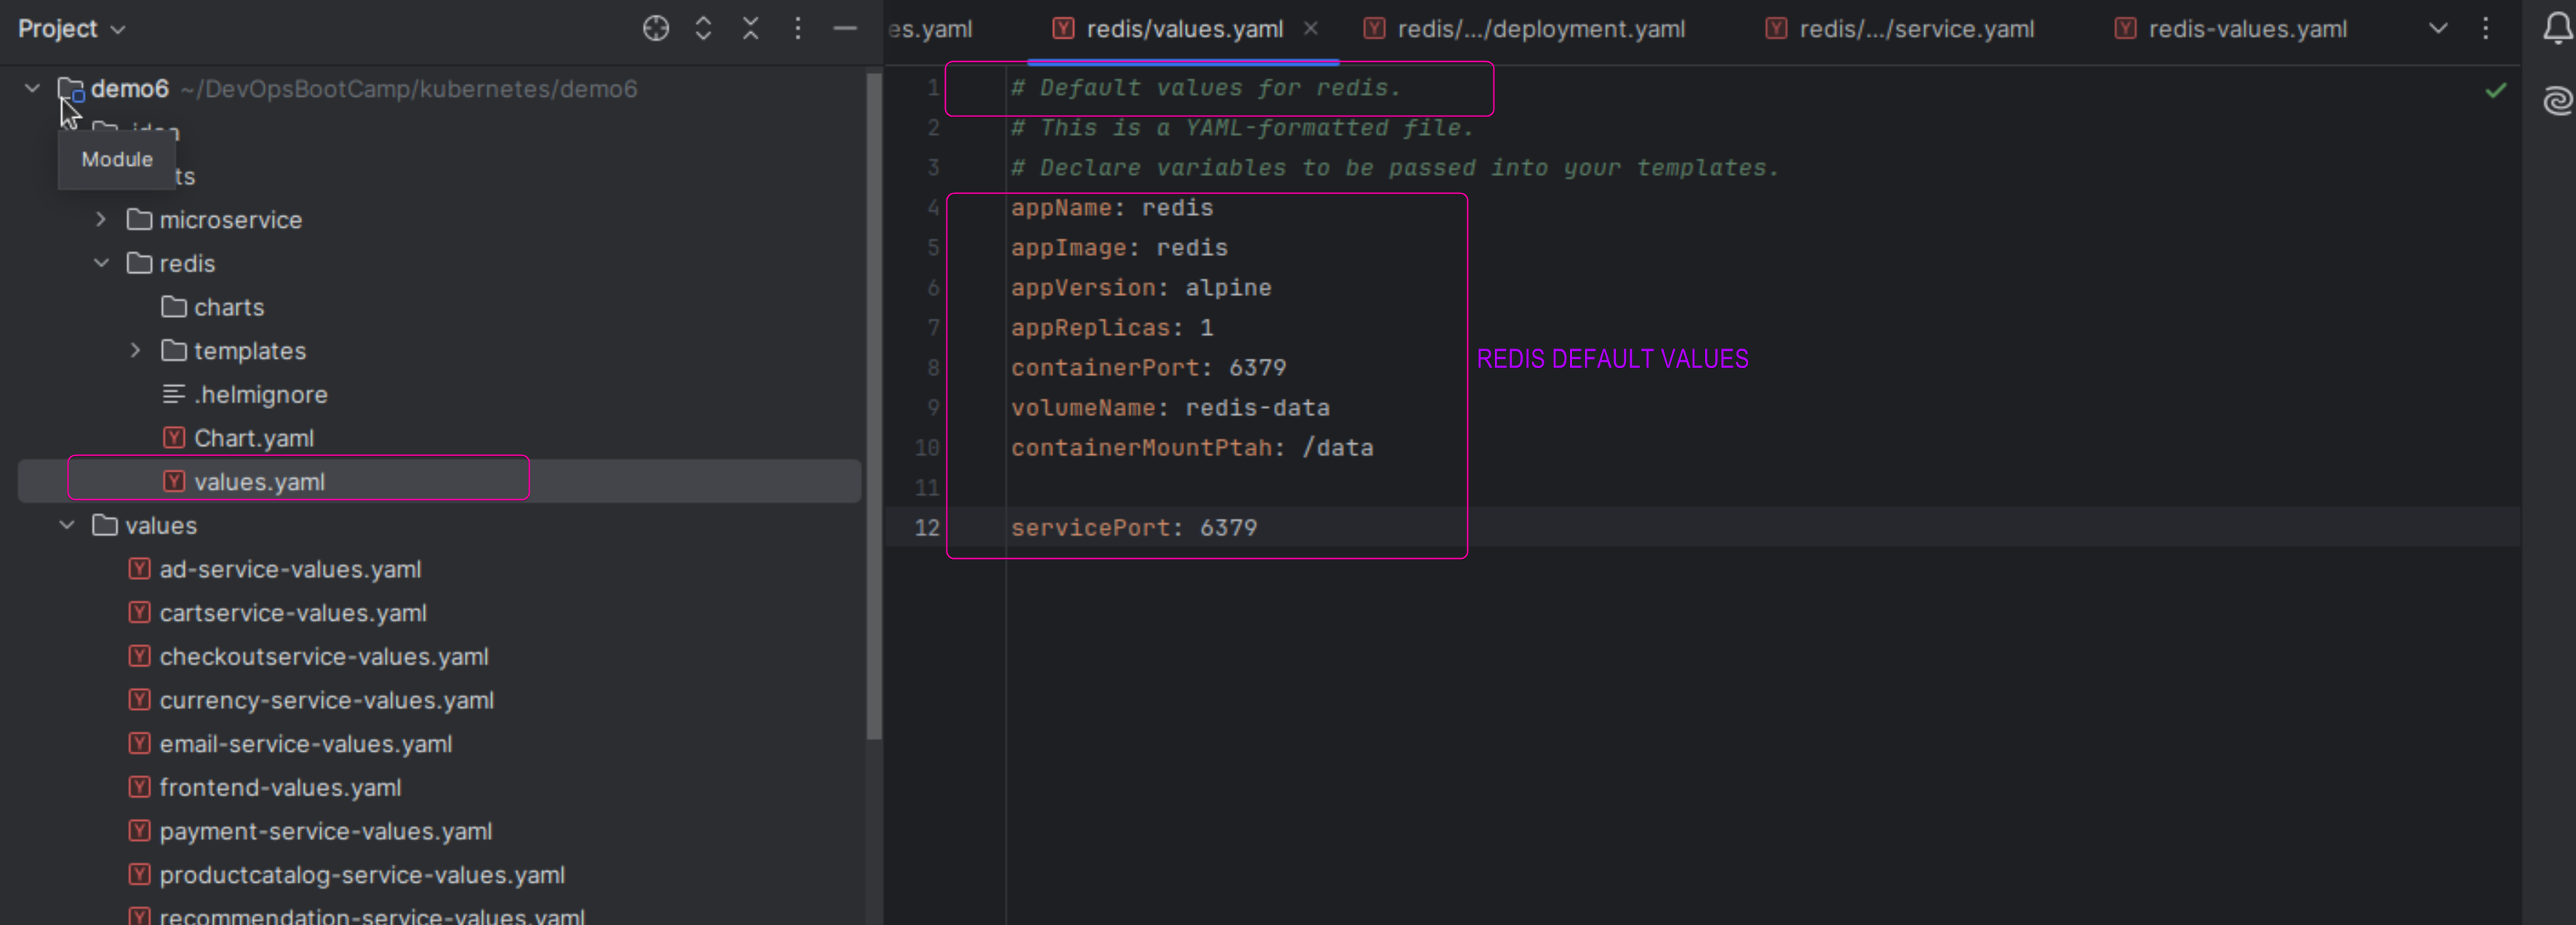 Project
es.yaml
redis/values.yaml
redis/.../deployment.yaml
redis/.../service.yaml
redis-values.yaml
demo6 ~/DevOpsBootCamp/kubernetes/demo6
Module
ts
microservice
redis
charts
templates
.helmignore
Chart.yaml
values.yaml
values
ad-service-values.yaml
cartservice-values.yaml
checkoutservice-values.yaml
currency-service-values.yaml
email-service-values.yaml
frontend-values.yaml
payment-service-values.yaml
productcatalog-service-values.yaml
recommendation-service-values.yaml
1 # Default values for redis.
2 # This is a YAML-formatted file.
3 # Declare variables to be passed into your templates.
4 appName: redis
5 appImage: redis
6 appVersion: alpine
7 appReplicas: 1
8 containerPort: 6379
9 volumeName: redis-data
10 containerMountPtah: /data
11
12 servicePort: 6379
REDIS DEFAULT VALUES